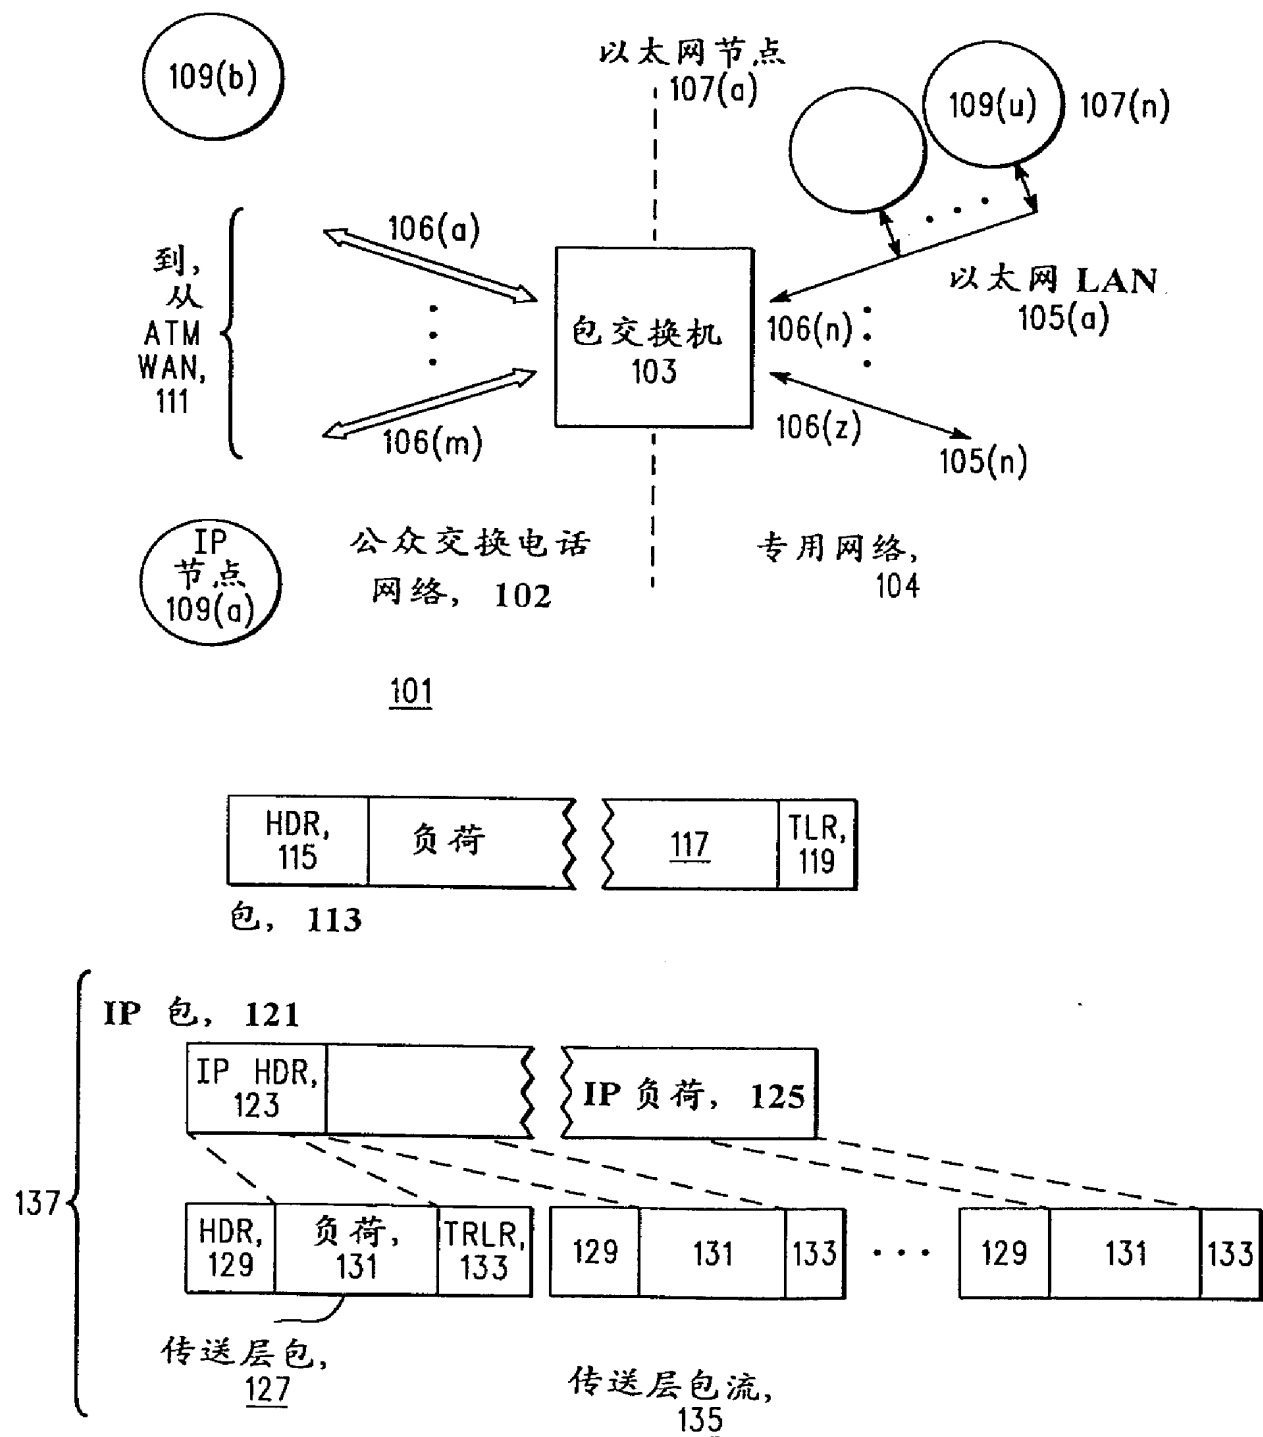 109(b)
以太网节点
107(a)
109(u)
107(n)
106(a)
到,
从
ATM
WAN,
111
包交换机
103
106(n)
以太网 LAN
105(a)
106(m)
106(z)
105(n)
IP
节点
109(a)
公众交换电话
网络, 102
专用网络,
104
101
HDR,
115
负荷
117
TLR,
119
包, 113
IP 包, 121
IP HDR,
123
IP 负荷, 125
137
HDR,
129
负荷,
131
TRLR,
133
129
131
133
129
131
133
传送层包,
127
传送层包流,
135